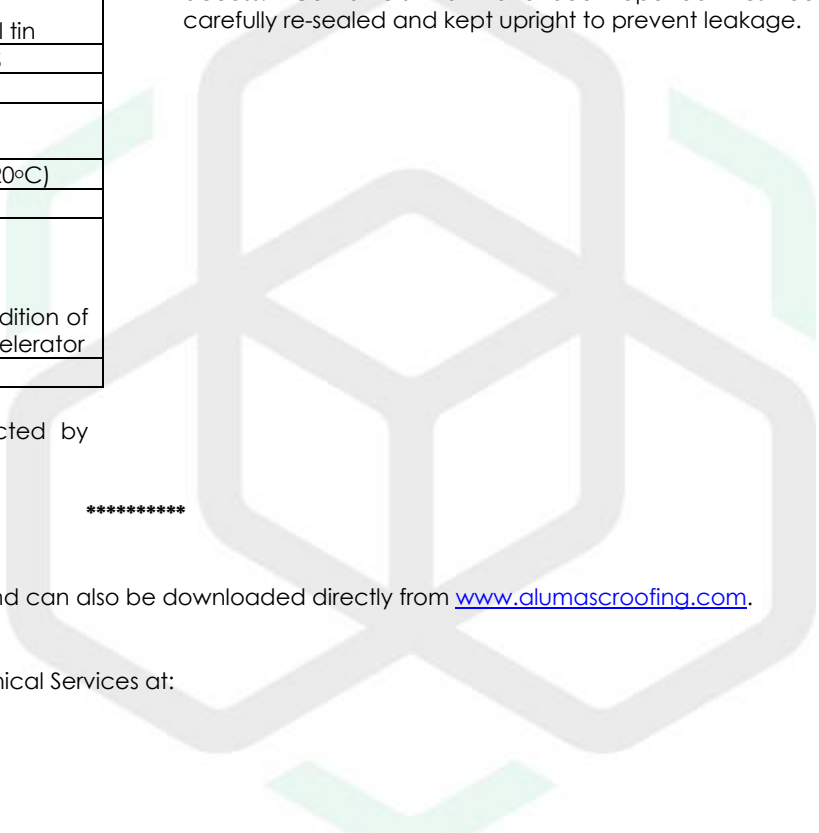 carefully re-sealed and kept upright to prevent leakage.
tin
20°C)
dition of
elerator
cted by
**********
nd can also be downloaded directly from www.alumascroofing.com.
nical Services at: